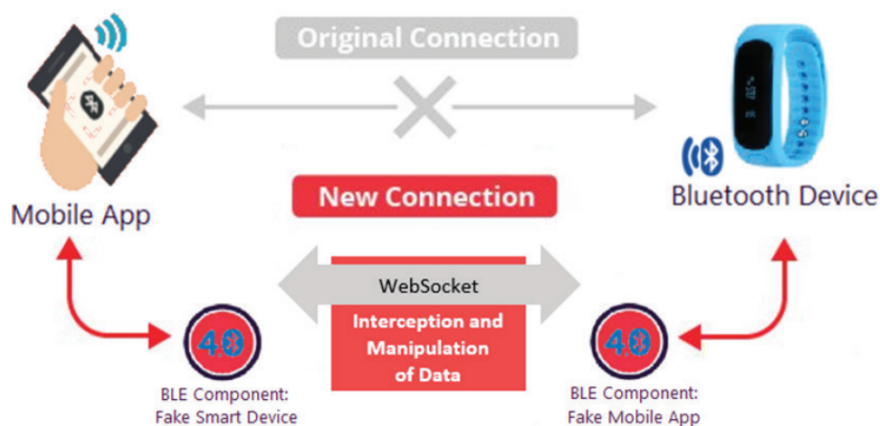 Original Connection
Mobile App
New Connection
Bluetooth Device
WebSocket
Interception and
Manipulation
of Data
4.0
BLE Component:
Fake Smart Device
4.0
BLE Component:
Fake Mobile App